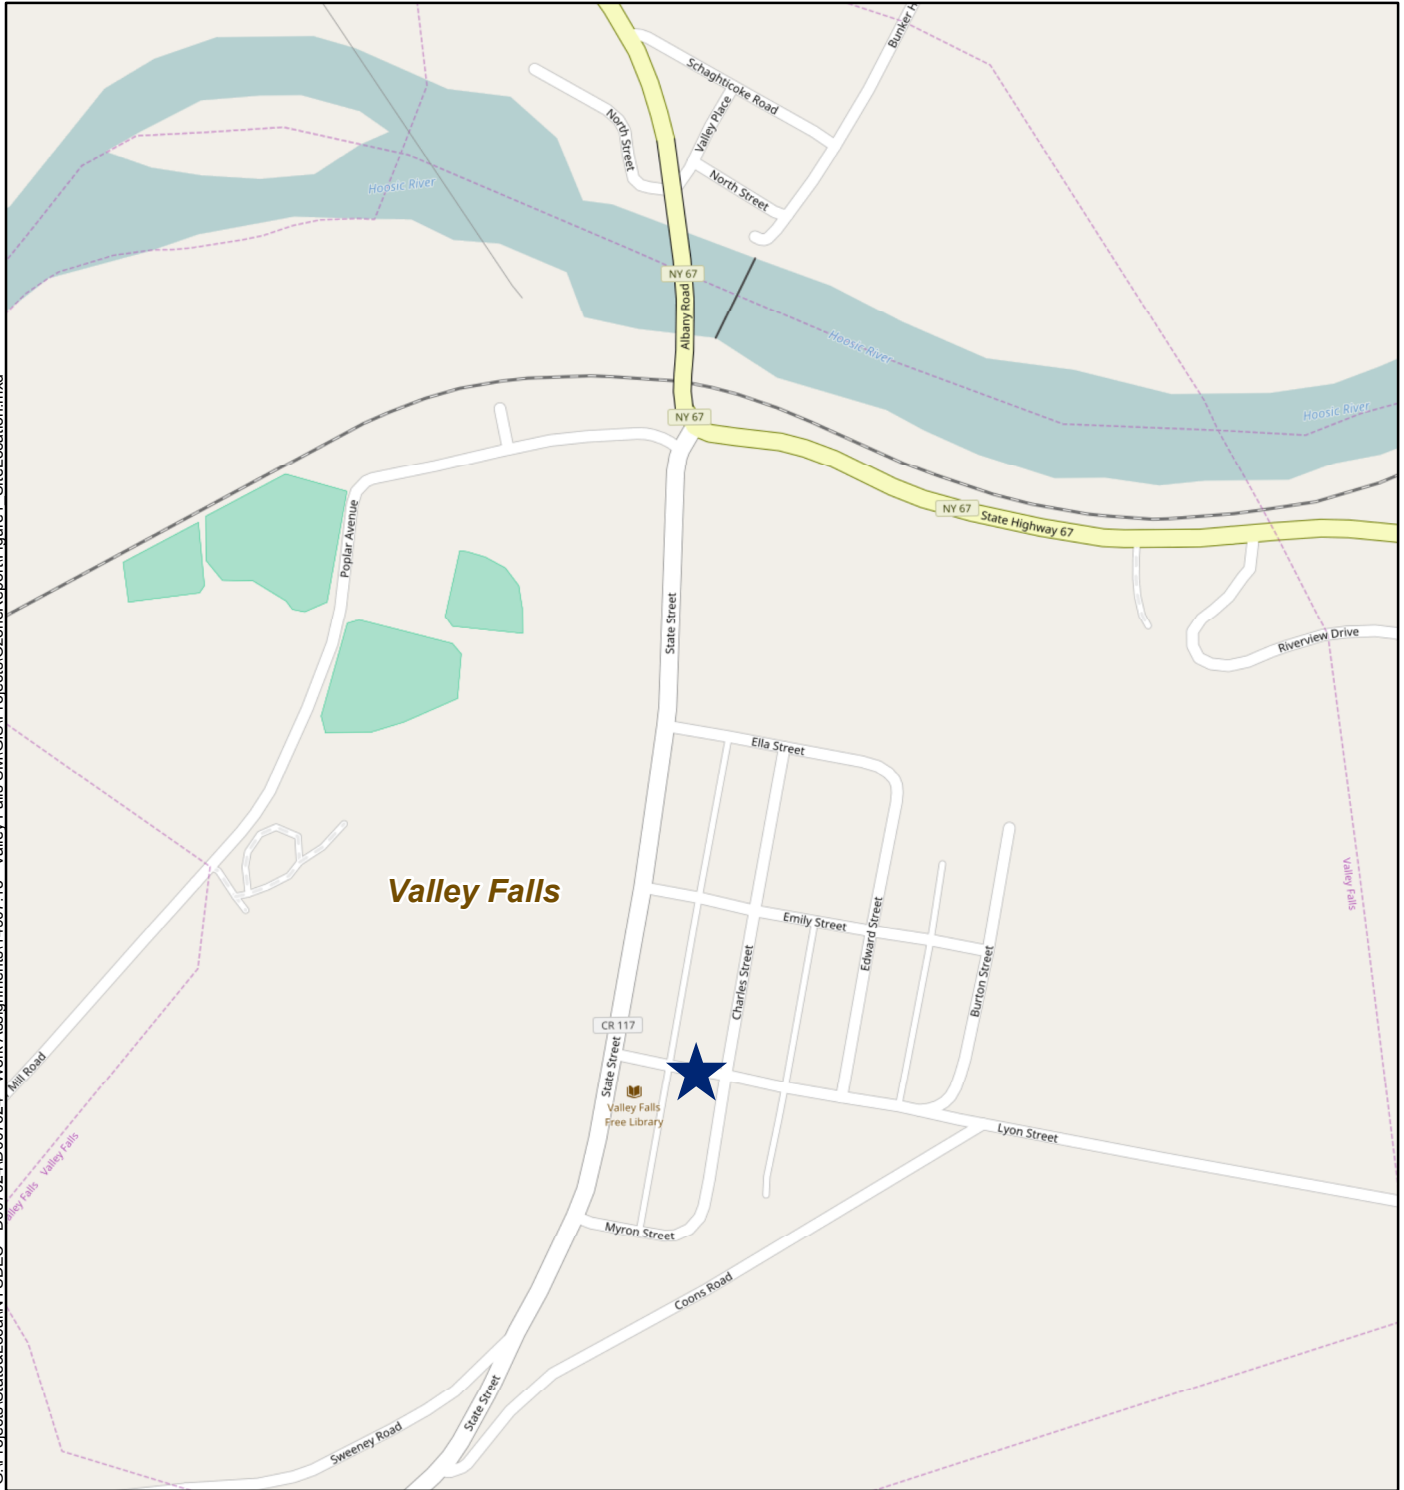 Bunker H
Schaghticoke Road
Valley Place
North Street
North Street
Hoosic River
NY 67
Albany Road
Hoosic River
Hoosic River
NY 67
NY 67
State Highway 67
Poplar Avenue
State Street
Riverview Drive
Ella Street
Valley Falls
Valley Falls
Emily Street
Edward Street
Charles Street
Burton Street
CR 117
State Street
Mill Road
Valley Falls
Free Library
Lyon Street
Valley Falls
alley Falls
Myron Street
Coons Road
State Street
Sweeney Road